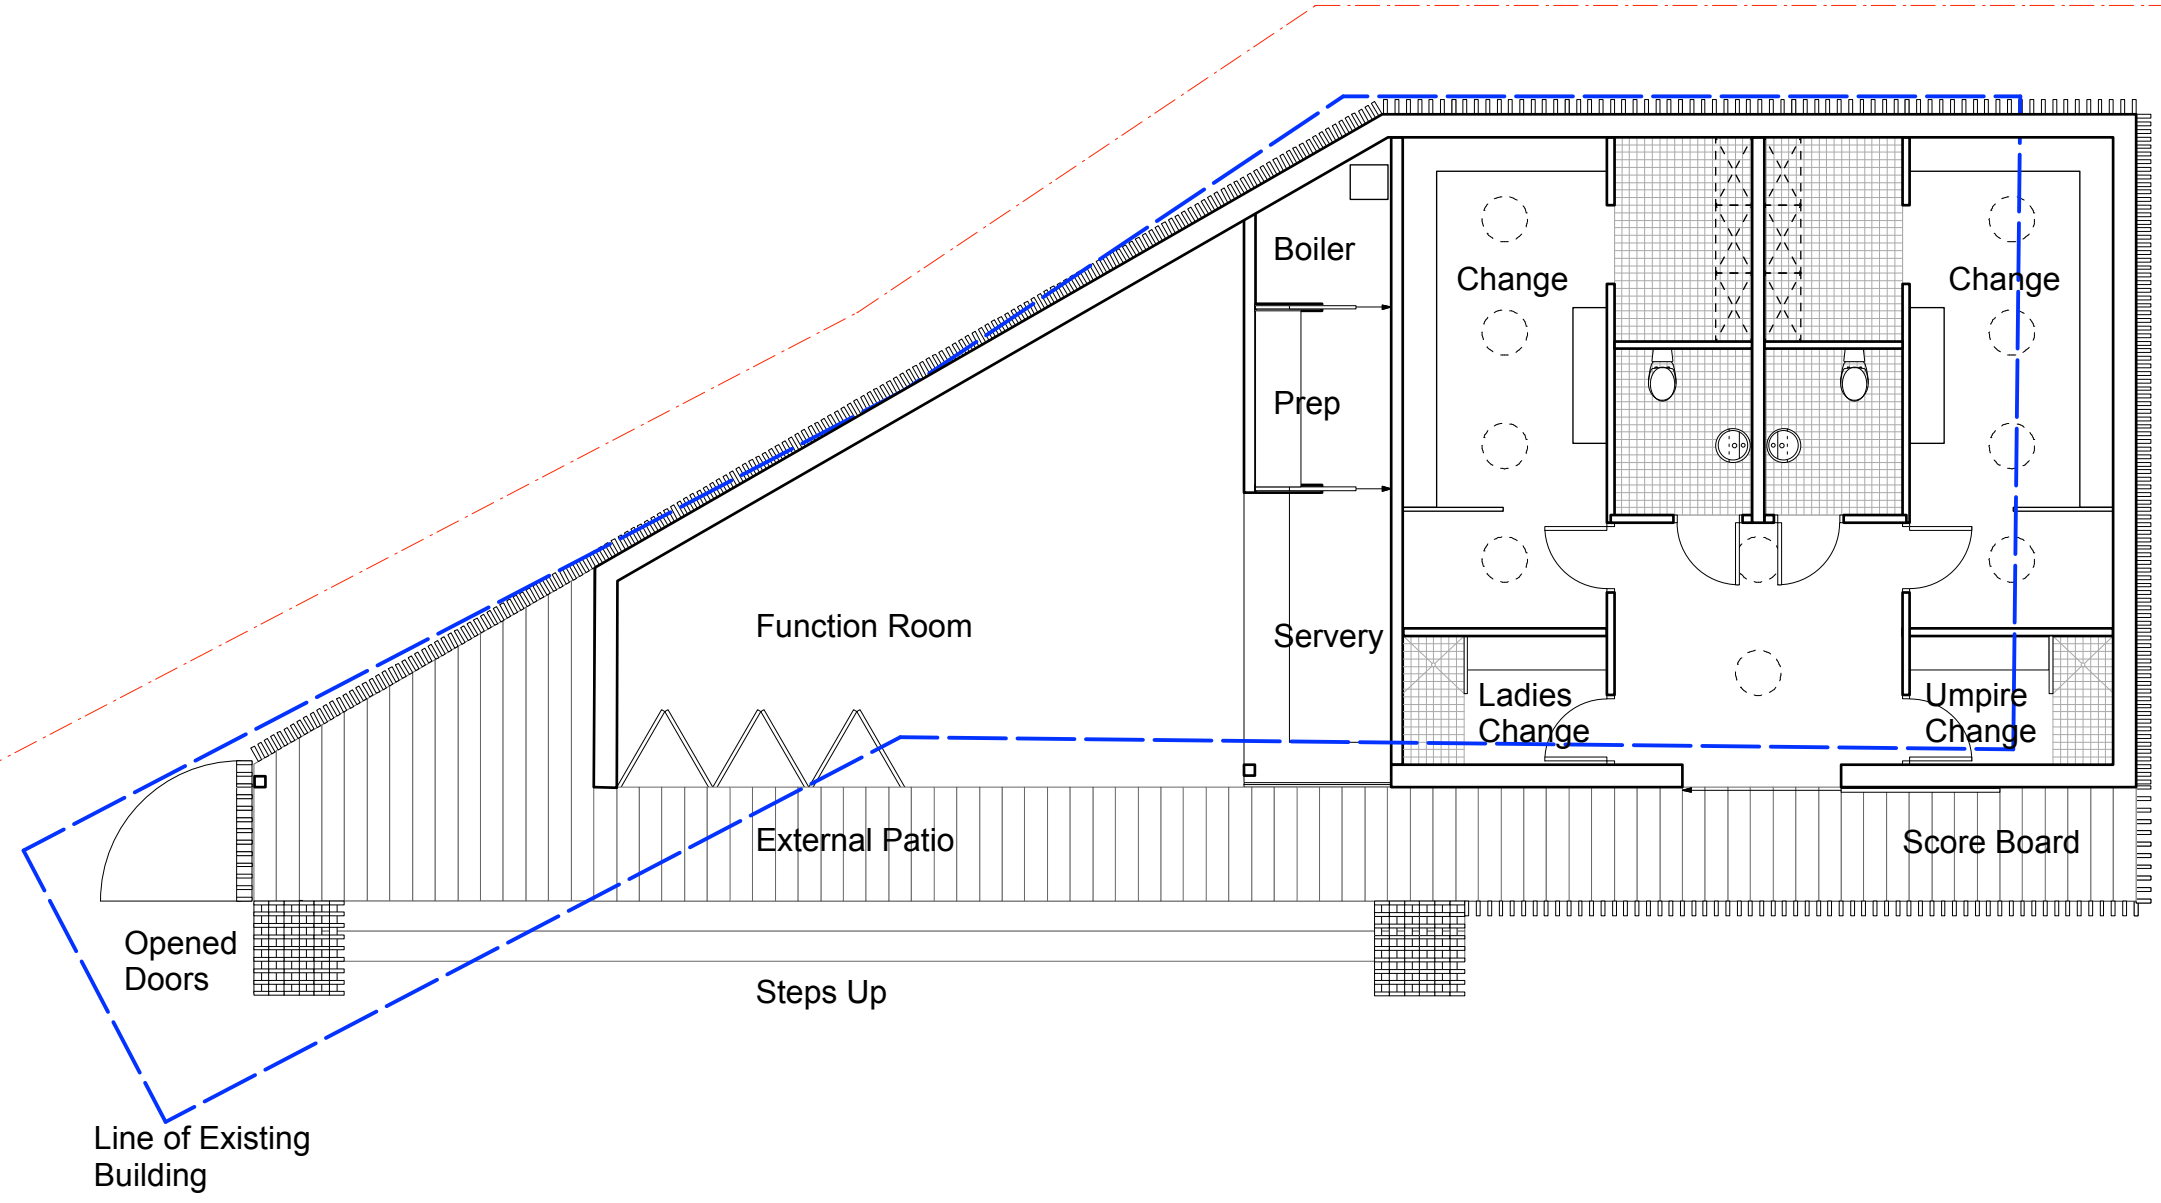 Boiler
Change
Change
Prep
Function Room
Servery
Ladies
Change
Umpire
Change
External Patio
Score Board
Opened
Doors
Steps Up
Line of Existing
Building